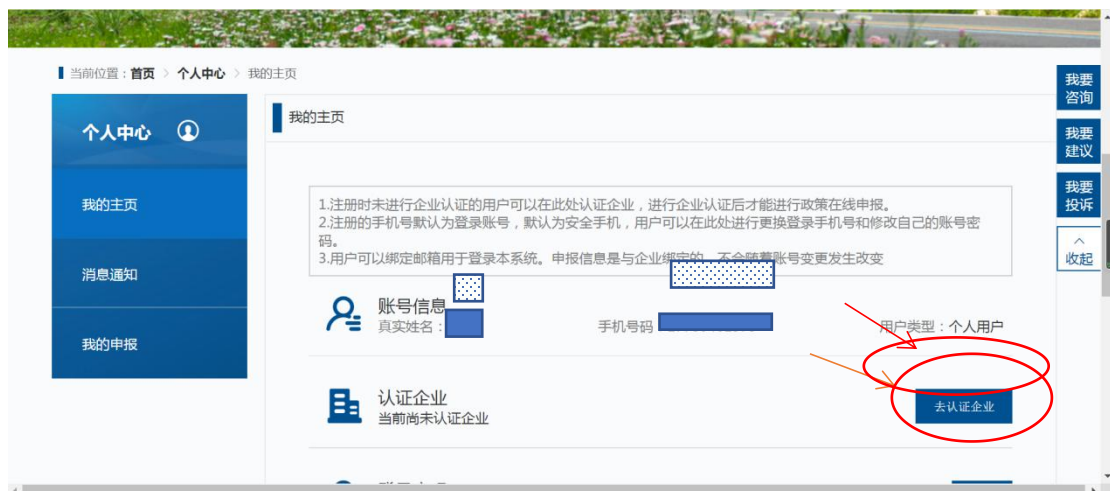 当前位置：首页 > 个人中心 > 我的主页
个人中心
我的主页
消息通知
我的申报
我的主页
1.注册时未进行企业认证的用户可以在此处认证企业，进行企业认证后才能进行政策在线申报。
2.注册的手机号默认为登录账号，默认为安全手机，用户可以在此处进行更换登录手机号和修改自己的账号密
码。
3.用户可以绑定邮箱用于登录本系统。申报信息是与企业绑定的，不会随着账号变更发生改变
账号信息
真实姓名：
手机号码
用户类型：个人用户
认证企业
当前尚未认证企业
去认证企业
我要
咨询
我要
建议
我要
投诉
收起